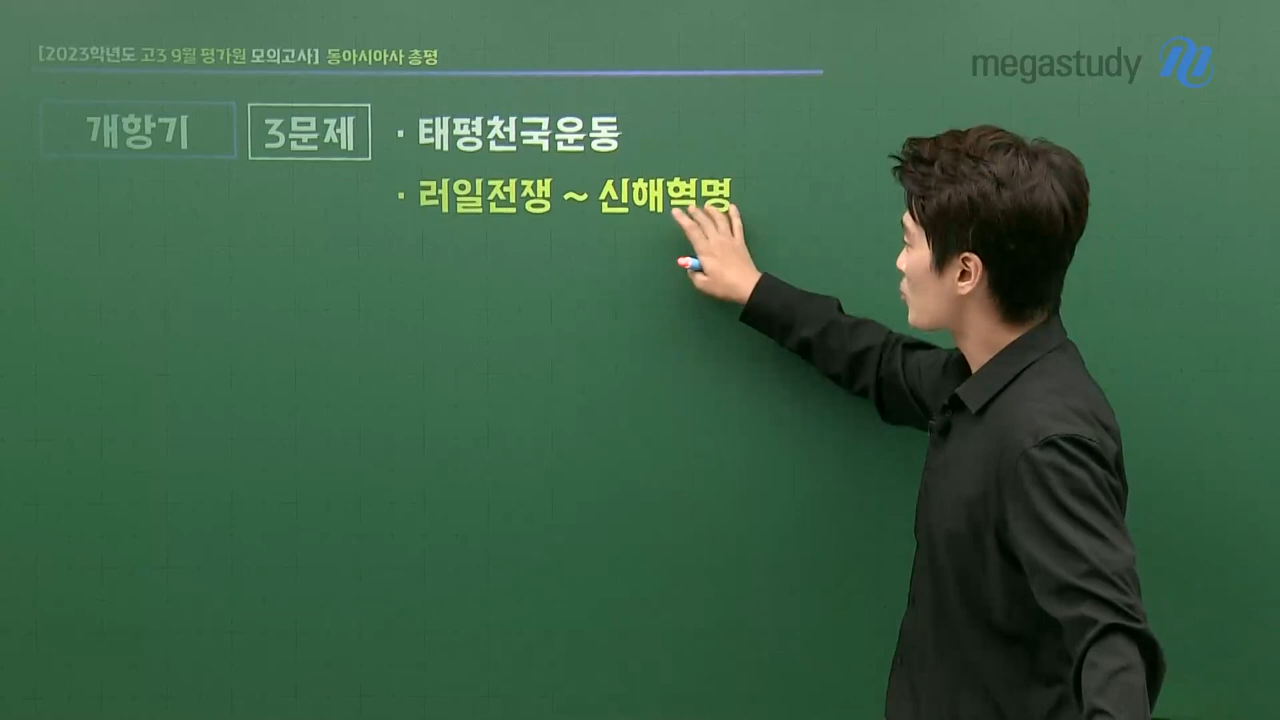 [2023학년도 고3 9월 평가원 모의고사] 동아시아사 총평
megastudy
개항기 3문제 · 태평천국운동
· 러일전쟁 ~ 신해혁명